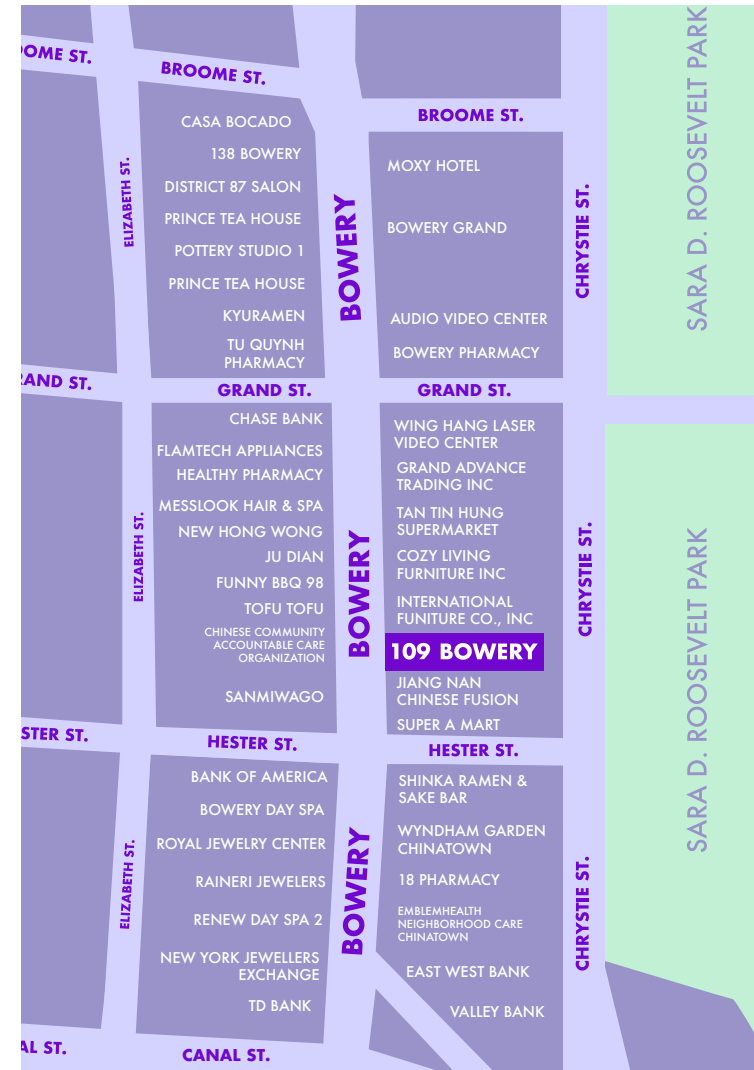 OME ST.
BROOME ST.
BROOME ST.
SARA D. ROOSEVELT PARK
CASA BOCADO
138 BOWERY
DISTRICT 87 SALON
PRINCE TEA HOUSE
POTTERY STUDIO 1
PRINCE TEA HOUSE
KYURAMEN
TU QUYNH
PHARMACY
ELIZABETH ST.
BOWERY
MOXY HOTEL
BOWERY GRAND
AUDIO VIDEO CENTER
BOWERY PHARMACY
CHRYSTIE ST.
RAND ST.
GRAND ST.
GRAND ST.
CHASE BANK
FLAMTECH APPLIANCES
HEALTHY PHARMACY
MESSLOOK HAIR & SPA
NEW HONG WONG
JU DIAN
FUNNY BBQ 98
TOFU TOFU
CHINESE COMMUNITY
ACCOUNTABLE CARE
ORGANIZATION
SANMIWAGO
ELIZABETH ST.
BOWERY
WING HANG LASER
VIDEO CENTER
GRAND ADVANCE
TRADING INC
TAN TIN HUNG
SUPERMARKET
COZY LIVING
FURNITURE INC
INTERNATIONAL
FUNITURE CO., INC
109 BOWERY
JIANG NAN
CHINESE FUSION
SUPER A MART
CHRYSTIE ST.
SARA D. ROOSEVELT PARK
STER ST.
HESTER ST.
HESTER ST.
BANK OF AMERICA
BOWERY DAY SPA
ROYAL JEWELRY CENTER
RAINERI JEWELERS
RENEW DAY SPA 2
NEW YORK JEWELLERS
EXCHANGE
TD BANK
ELIZABETH ST.
BOWERY
SHINKA RAMEN &
SAKE BAR
WYNDHAM GARDEN
CHINATOWN
18 PHARMACY
EMBLEMHEALTH
NEIGHBORHOOD CARE
CHINATOWN
EAST WEST BANK
VALLEY BANK
CHRYSTIE ST.
AL ST.
CANAL ST.